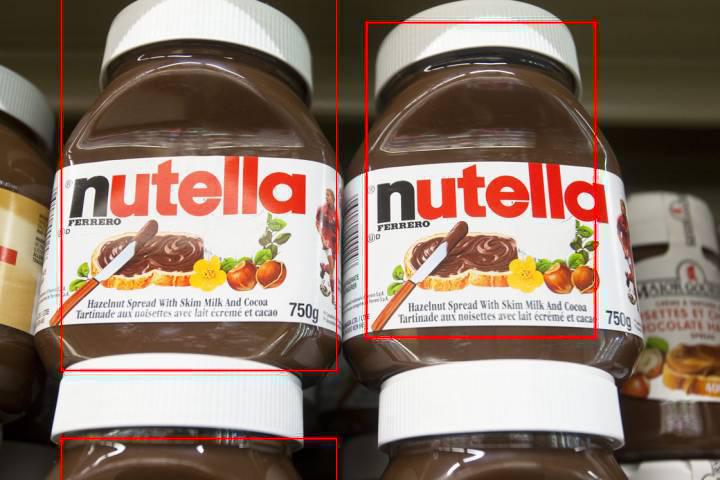 nutella
FERRERO
Hazelnut Spread With Skim Milk And Cocoa
Tartinade aux noisettes avec lait écrémé et cacao
750g
nutella
FERRERO
Hazelnut Spread With Skim Milk And Cocoa
Tartinade aux noisettes avec lait écrémé et cacao
750g
SPREAD